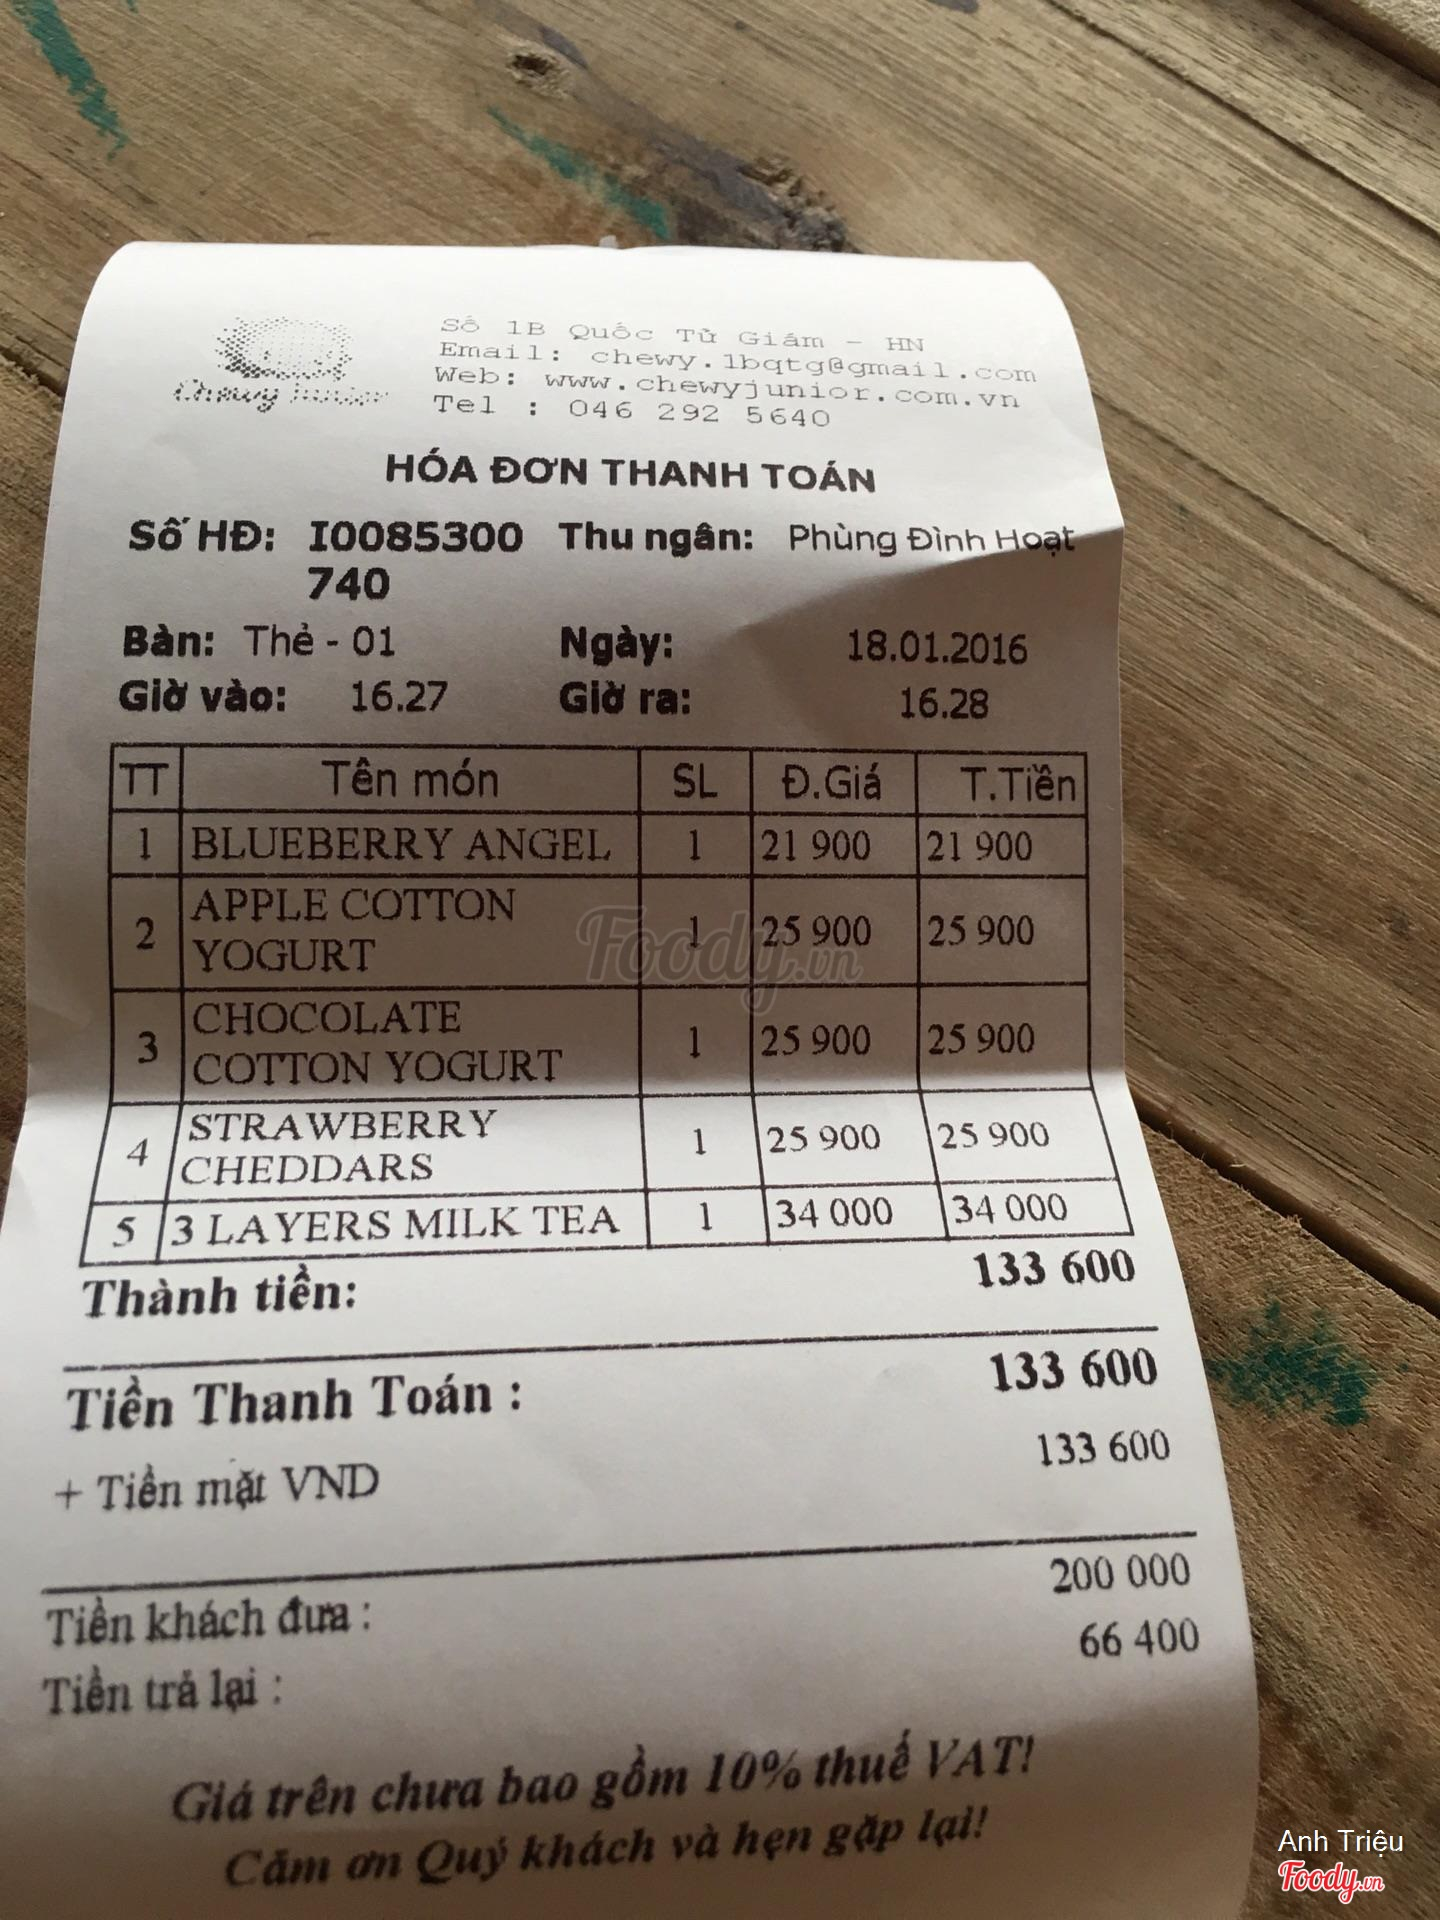 Chewy Junior
Số 1B Quốc Tử Giám - HN
Email: chewy.1bqtg@gmail.com
Web: www.chewyjunior.com.vn
Tel : 046 292 5640
HÓA ĐƠN THANH TOÁN
Số HĐ: I0085300 Thu ngân: Phùng Đình Hoạt
740
Bàn: Thẻ - 01 Ngày: 18.01.2016
Giờ vào: 16.27 Giờ ra: 16.28
TT Tên món SL Đ.Giá T.Tiền
1 BLUEBERRY ANGEL 1 21 900 21 900
2 APPLE COTTON YOGURT 1 25 900 25 900
3 CHOCOLATE COTTON YOGURT 1 25 900 25 900
4 STRAWBERRY CHEDDARS 1 25 900 25 900
5 3 LAYERS MILK TEA 1 34 000 34 000
Thành tiền: 133 600
Tiền Thanh Toán : 133 600
+ Tiền mặt VND 133 600
Tiền khách đưa : 200 000
Tiền trả lại : 66 400
Giá trên chưa bao gồm 10% thuế VAT!
Cảm ơn Quý khách và hẹn gặp lại!
Foody.vn
Anh Triệu
Foody.vn